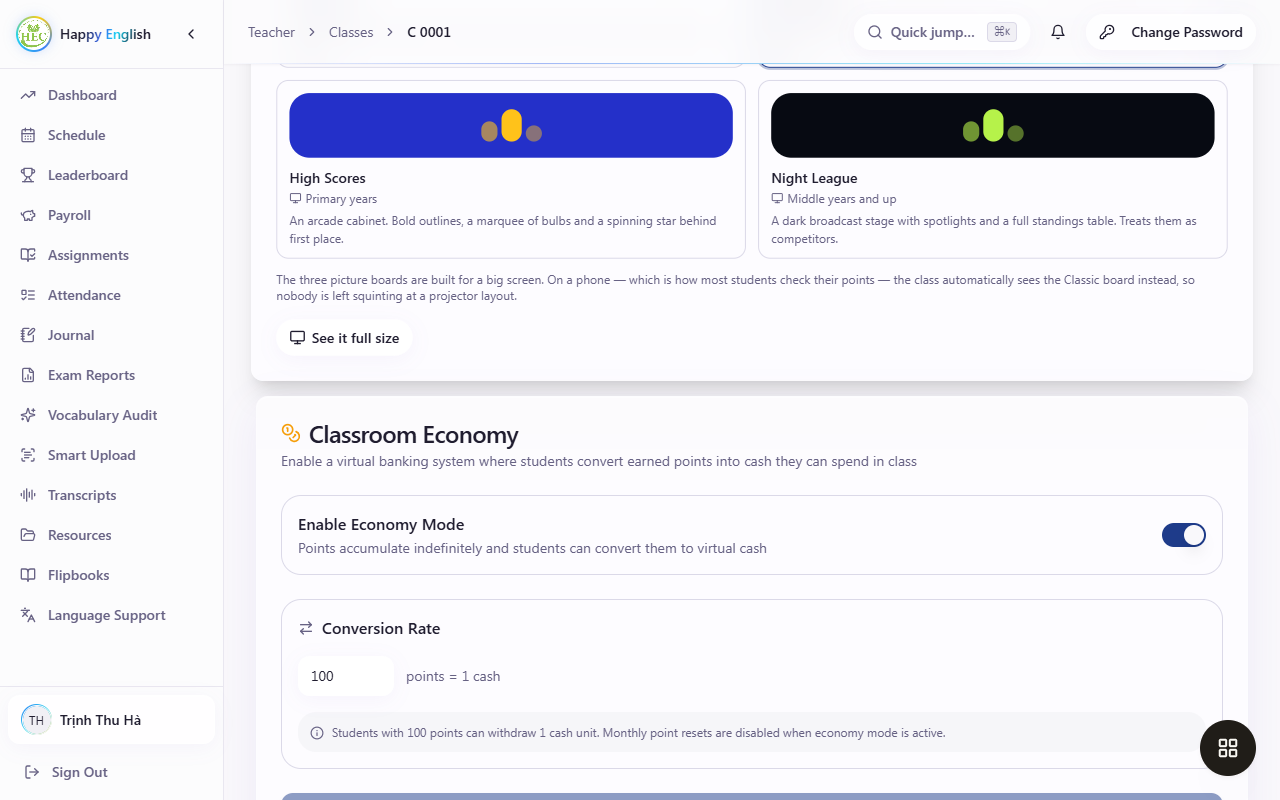 HEC
Happy English
Teacher
Classes
C 0001
Quick jump...
⌘K
Change Password
Dashboard
Schedule
Leaderboard
Payroll
Assignments
Attendance
Journal
Exam Reports
Vocabulary Audit
Smart Upload
Transcripts
Resources
Flipbooks
Language Support
TH
Trịnh Thu Hà
Sign Out
High Scores
Primary years
An arcade cabinet. Bold outlines, a marquee of bulbs and a spinning star behind
first place.
Night League
Middle years and up
A dark broadcast stage with spotlights and a full standings table. Treats them as
competitors.
The three picture boards are built for a big screen. On a phone — which is how most students check their points — the class automatically sees the Classic board instead, so
nobody is left squinting at a projector layout.
See it full size
Classroom Economy
Enable a virtual banking system where students convert earned points into cash they can spend in class
Enable Economy Mode
Points accumulate indefinitely and students can convert them to virtual cash
Conversion Rate
100
points = 1 cash
Students with 100 points can withdraw 1 cash unit. Monthly point resets are disabled when economy mode is active.